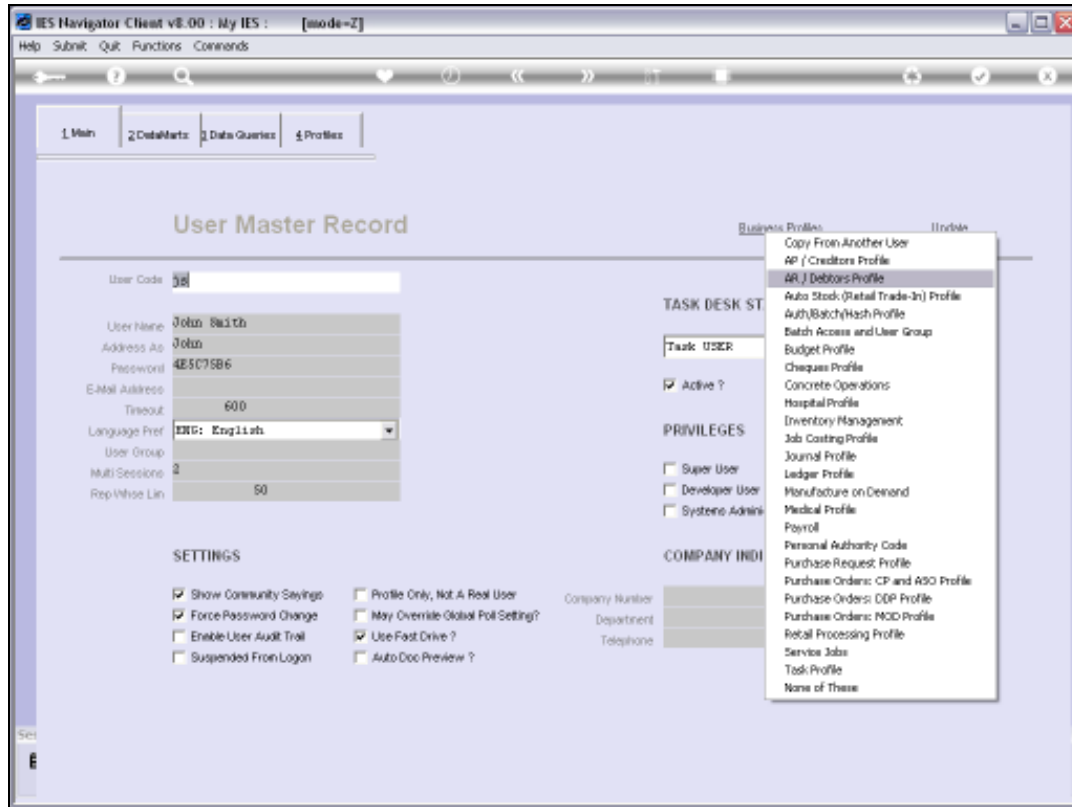 IES Navigator Client v8.00 : My IES : [mode=Z]
Help Submit Quit Functions Commands
1 Main 2 DataMarts 3 Data Queries 4 Profiles
User Master Record
Business Profiles Update
User Code js
User Name John Smith
Address As John
Password 4E5C75B6
E-Mail Address
Timeout 600
Language Pref ENG: English
User Group
Multi Sessions 2
Rep Whse Lim 50
TASK DESK ST
Task USER
Active ?
PRIVILEGES
Super User
Developer User
Systems Admini
SETTINGS
Show Community Sayings
Force Password Change
Enable User Audit Trail
Suspended From Logon
Profile Only, Not A Real User
May Override Global Poll Setting?
Use Fast Drive ?
Auto Doc Preview ?
COMPANY INDI
Company Number
Department
Telephone
Copy From Another User
AP / Creditors Profile
AR / Debtors Profile
Auto Stock (Retail Trade-In) Profile
Auth/Batch/Hash Profile
Batch Access and User Group
Budget Profile
Cheques Profile
Concrete Operations
Hospital Profile
Inventory Management
Job Costing Profile
Journal Profile
Ledger Profile
Manufacture on Demand
Medical Profile
Payroll
Personal Authority Code
Purchase Request Profile
Purchase Orders: CP and ASO Profile
Purchase Orders: DDP Profile
Purchase Orders: MOD Profile
Retail Processing Profile
Service Jobs
Task Profile
None of These